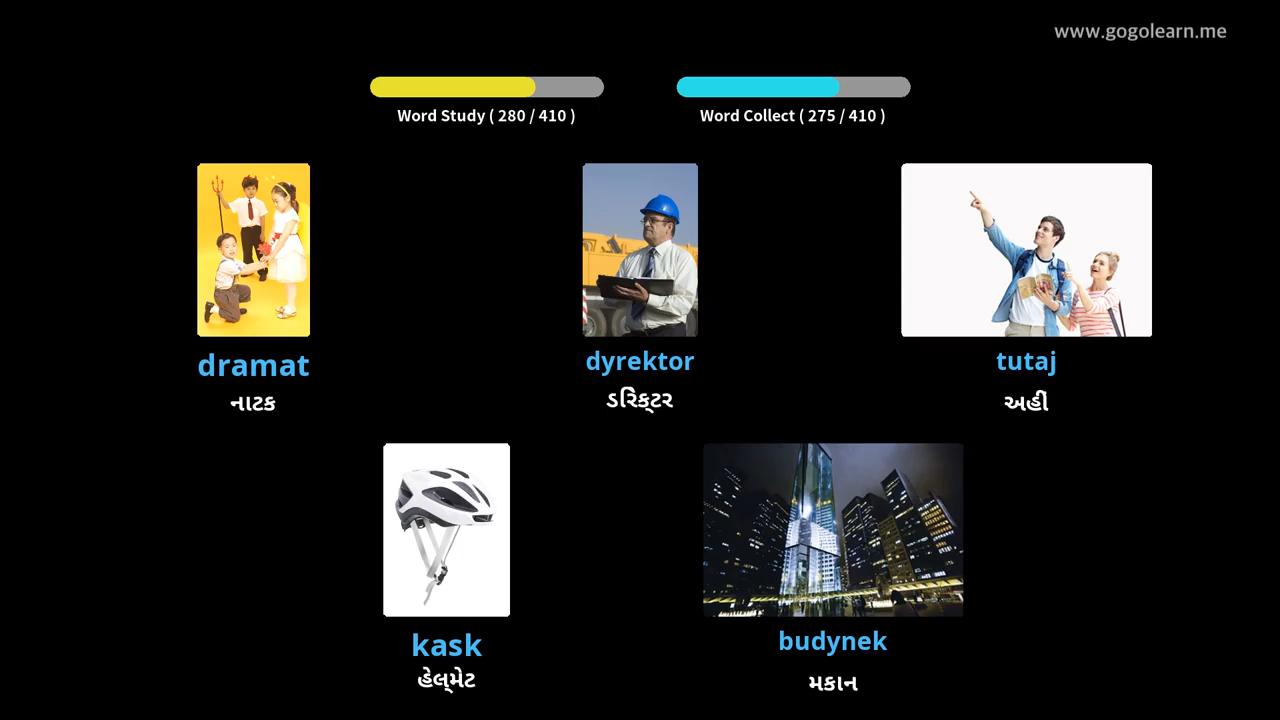 www.gogolearn.me
Word Study ( 280 / 410 )
Word Collect ( 275 / 410 )
dramat
dyrektor
tutaj
નાટક
ડિરેક્ટર
અહીં
kask
budynek
હેલ્મેટ
મકાન